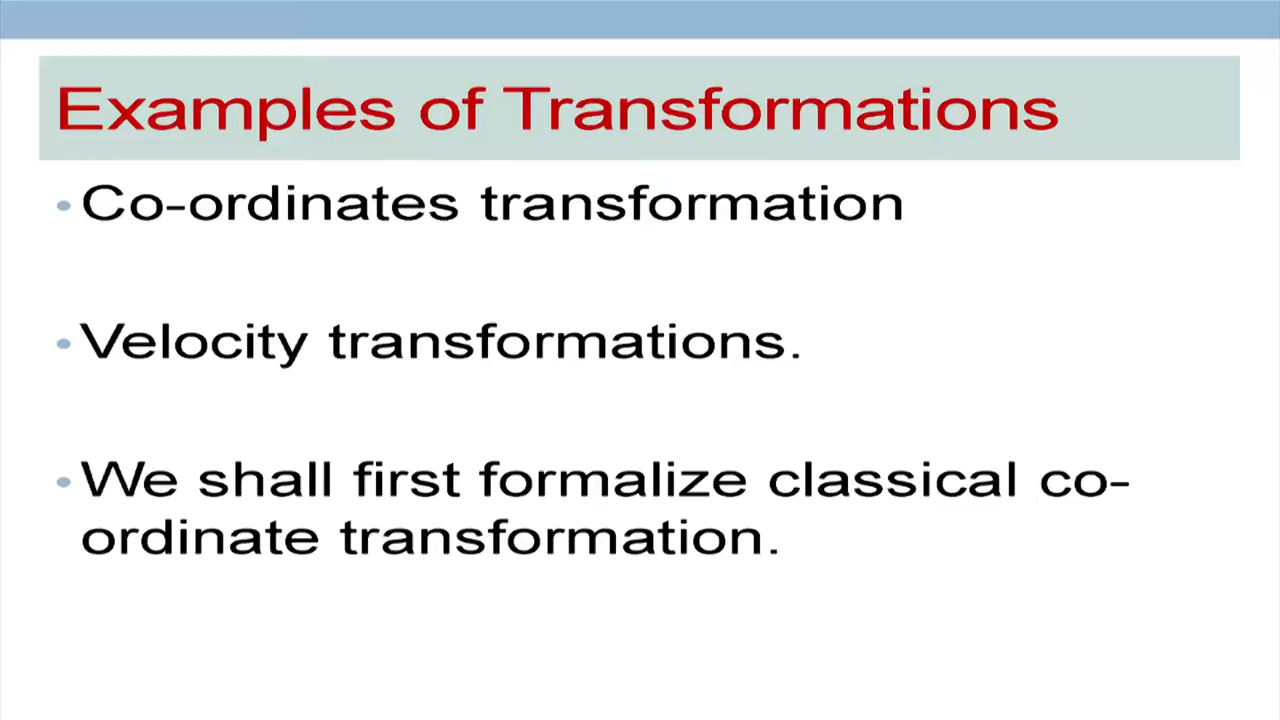 Examples of Transformations
• Co-ordinates transformation
• Velocity transformations.
• We shall first formalize classical co-
ordinate transformation.